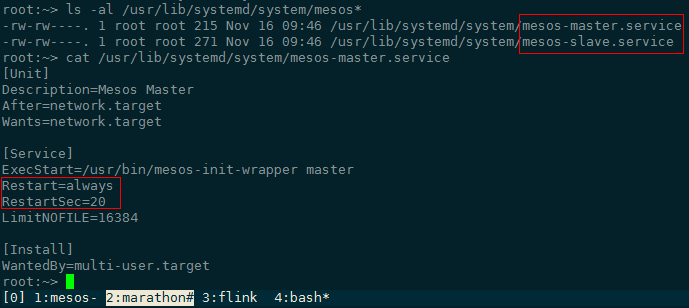 root:~> ls -al /usr/lib/systemd/system/mesos*
-rw-rw----. 1 root root 215 Nov 16 09:46 /usr/lib/systemd/system/mesos-master.service
-rw-rw----. 1 root root 271 Nov 16 09:46 /usr/lib/systemd/system/mesos-slave.service
root:~> cat /usr/lib/systemd/system/mesos-master.service
[Unit]
Description=Mesos Master
After=network.target
Wants=network.target
[Service]
ExecStart=/usr/bin/mesos-init-wrapper master
Restart=always
RestartSec=20
LimitNOFILE=16384
[Install]
WantedBy=multi-user.target
root:~>
[0] 1:mesos- 2:marathon# 3:flink 4:bash*